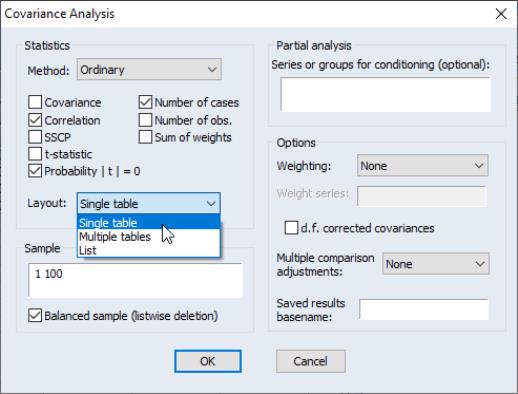 Covariance Analysis
Statistics
Method: Ordinary
Covariance
Number of cases
Correlation
Number of obs.
SSCP
Sum of weights
t-statistic
Probability | t | = 0
Layout: Single table
Single table
Multiple tables
List
Sample
1 100
Balanced sample (listwise deletion)
Partial analysis
Series or groups for conditioning (optional):
Options
Weighting: None
Weight series:
d.f. corrected covariances
Multiple comparison
adjustments: None
Saved results
basename:
OK
Cancel